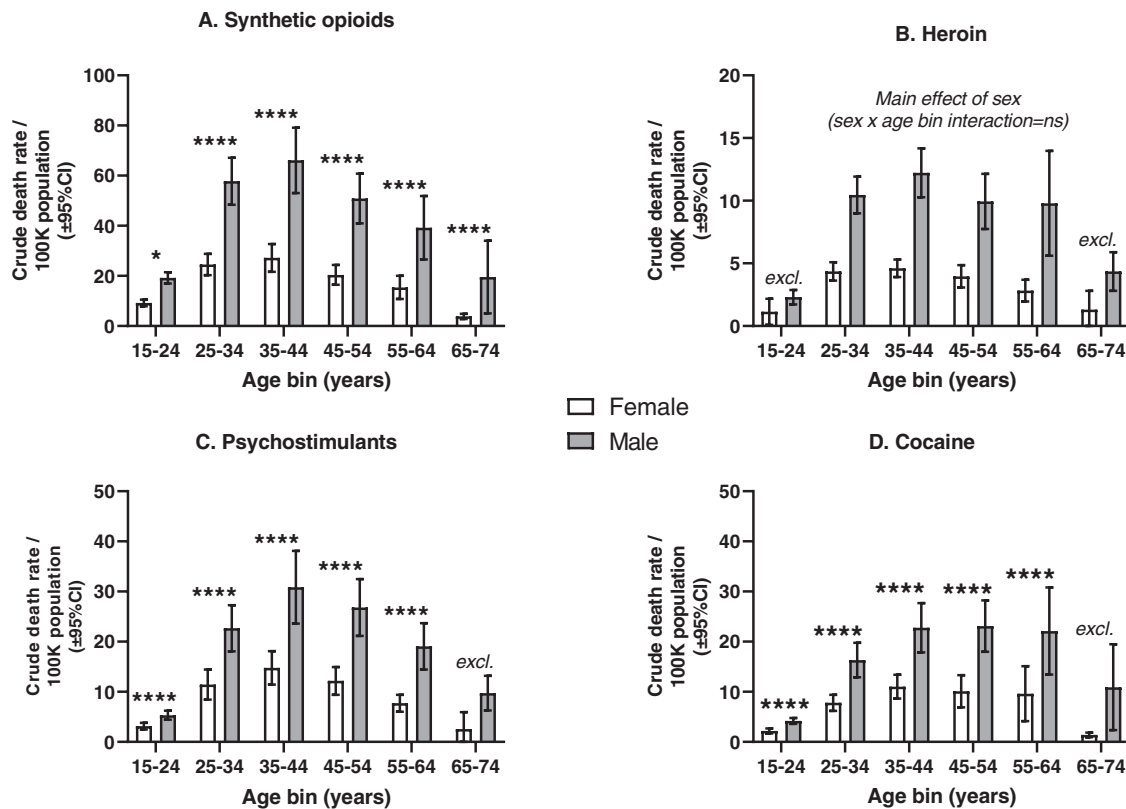 A. Synthetic opioids
Crude death rate /
100K population
(±95%CI)
100
80
60
40
20
0
*
****
****
****
****
****
15-24
25-34
35-44
45-54
55-64
65-74
Age bin (years)
B. Heroin
Crude death rate /
100K population
(±95%CI)
20
15
10
5
0
Main effect of sex
(sex x age bin interaction=ns)
excl.
excl.
15-24
25-34
35-44
45-54
55-64
65-74
Age bin (years)
Female
Male
C. Psychostimulants
Crude death rate /
100K population
(±95%CI)
50
40
30
20
10
0
****
****
****
****
****
excl.
15-24
25-34
35-44
45-54
55-64
65-74
Age bin (years)
D. Cocaine
Crude death rate /
100K population
(±95%CI)
50
40
30
20
10
0
****
****
****
****
****
excl.
15-24
25-34
35-44
45-54
55-64
65-74
Age bin (years)